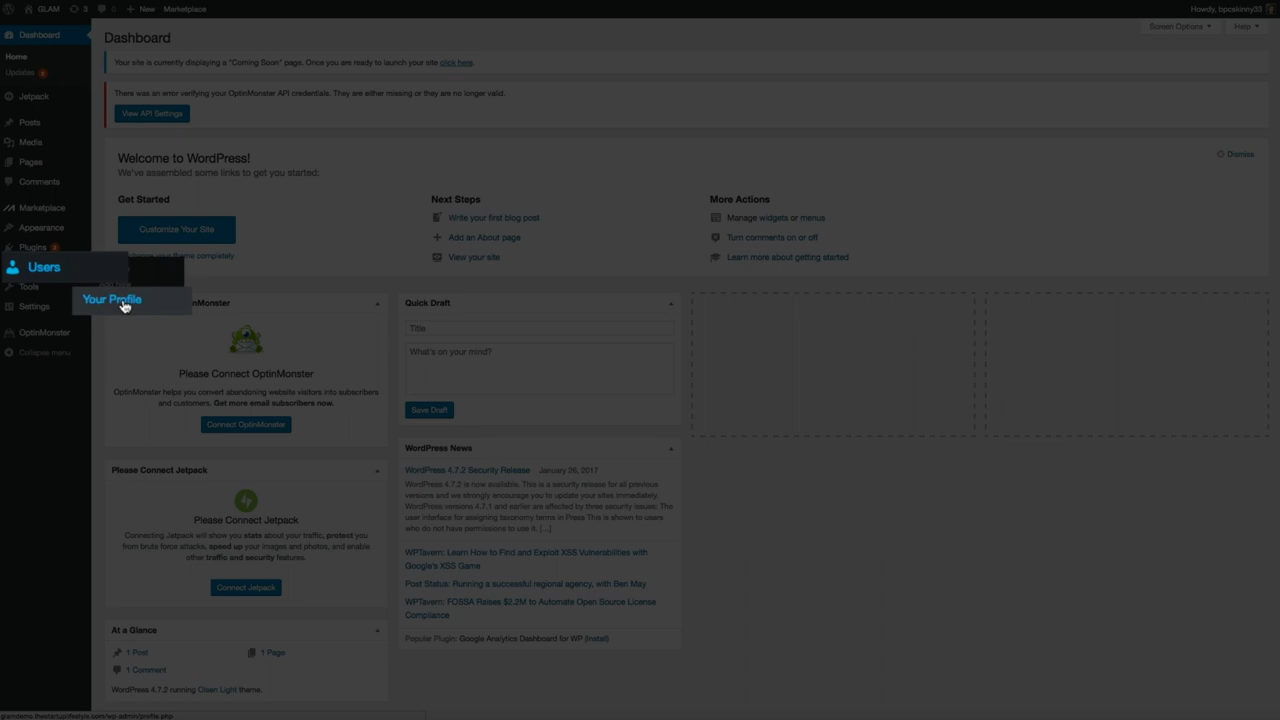 GLAM
3
0
New
Marketplace
Howdy, bpcskinny33
Dashboard
Home
Updates 3
Jetpack
Posts
Media
Pages
Comments
Marketplace
Appearance
Plugins 3
Users
Your Profile
Tools
Settings
OptinMonster
Collapse menu
Dashboard
Screen Options
Help
Your site is currently displaying a "Coming Soon" page. Once you are ready to launch your site click here.
There was an error verifying your OptinMonster API credentials. They are either missing or they are no longer valid.
View API Settings
Welcome to WordPress!
We've assembled some links to get you started:
Dismiss
Get Started
Customize Your Site
completely
Next Steps
Write your first blog post
Add an About page
View your site
More Actions
Manage widgets or menus
Turn comments on or off
Learn more about getting started
Please Connect OptinMonster
OptinMonster helps you convert abandoning website visitors into subscribers
and customers. Get more email subscribers now.
Connect OptinMonster
Please Connect Jetpack
Please Connect Jetpack
Connecting Jetpack will show you stats about your traffic, protect you
from brute force attacks, speed up your images and photos, and enable
other traffic and security features.
Connect Jetpack
At a Glance
1 Post
1 Page
1 Comment
WordPress 4.7.2 running Clean Light theme.
Quick Draft
Title
What's on your mind?
Save Draft
WordPress News
WordPress 4.7.2 Security Release January 26, 2017
WordPress 4.7.2 is now available. This is a security release for all previous
versions and we strongly encourage you to update your sites immediately.
WordPress versions 4.7.1 and earlier are affected by three security issues: The
user interface for assigning taxonomy terms in Press This is shown to users
who do not have permissions to use it. [...]
WPTavern: Learn How to Find and Exploit XSS Vulnerabilities with
Google's XSS Game
Post Status: Running a successful regional agency, with Ben May
WPTavern: FOSSA Raises $2.2M to Automate Open Source License
Compliance
Popular Plugin: Google Analytics Dashboard for WP (Install)
glamdemo.thestartuplifestyle.com/wp-admin/profile.php